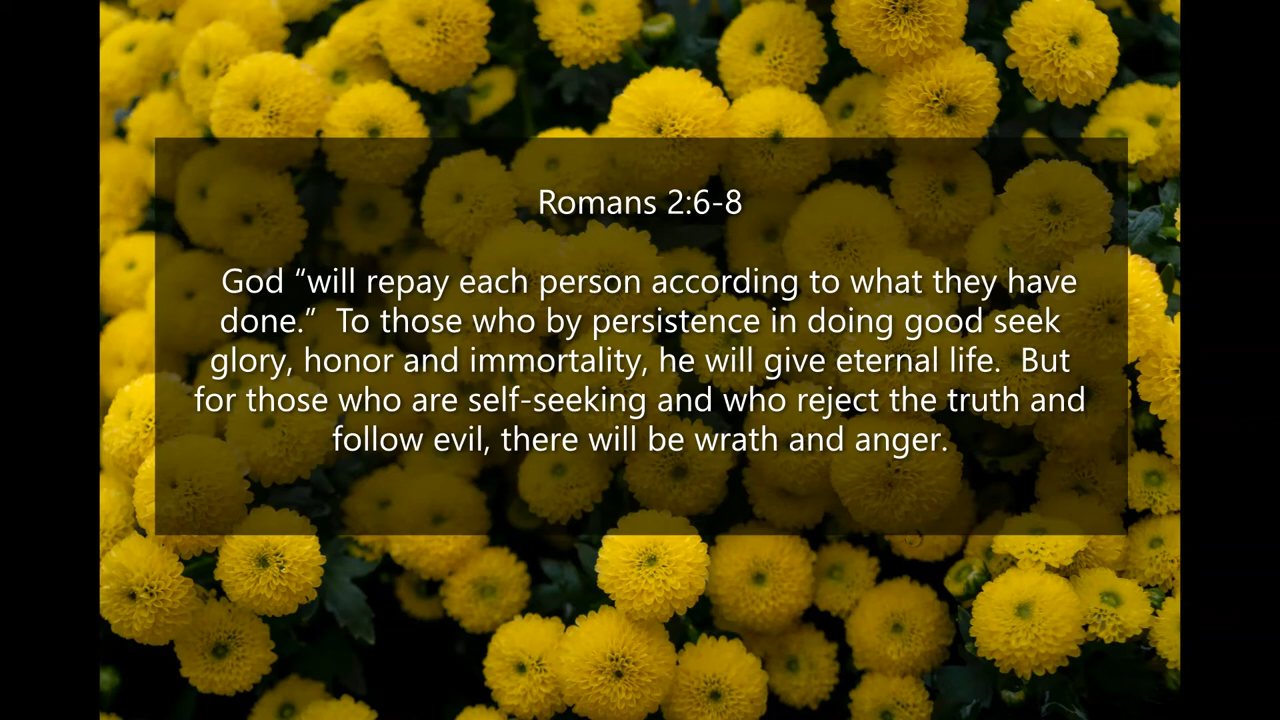 Romans 2:6-8
God “will repay each person according to what they have
done.”  To those who by persistence in doing good seek
glory, honor and immortality, he will give eternal life.  But
for those who are self-seeking and who reject the truth and
follow evil, there will be wrath and anger.